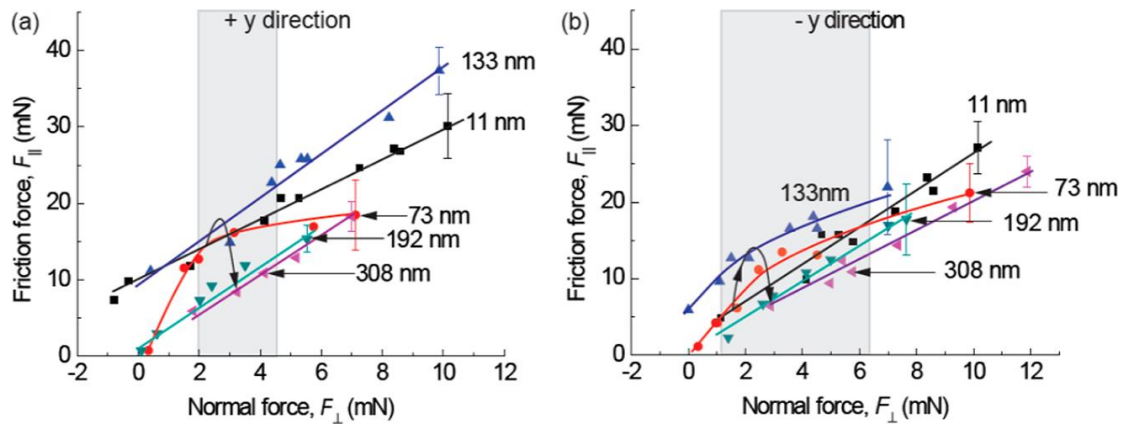 (a)
+ y direction
40
30
20
10
0
-2
0
2
4
6
8
10
12
133 nm
11 nm
73 nm
192 nm
308 nm
Friction force, F|| (mN)
Normal force, F⊥ (mN)
(b)
- y direction
40
30
20
10
0
-2
0
2
4
6
8
10
12
11 nm
133nm
73 nm
192 nm
308 nm
Friction force, F|| (mN)
Normal force, F⊥ (mN)